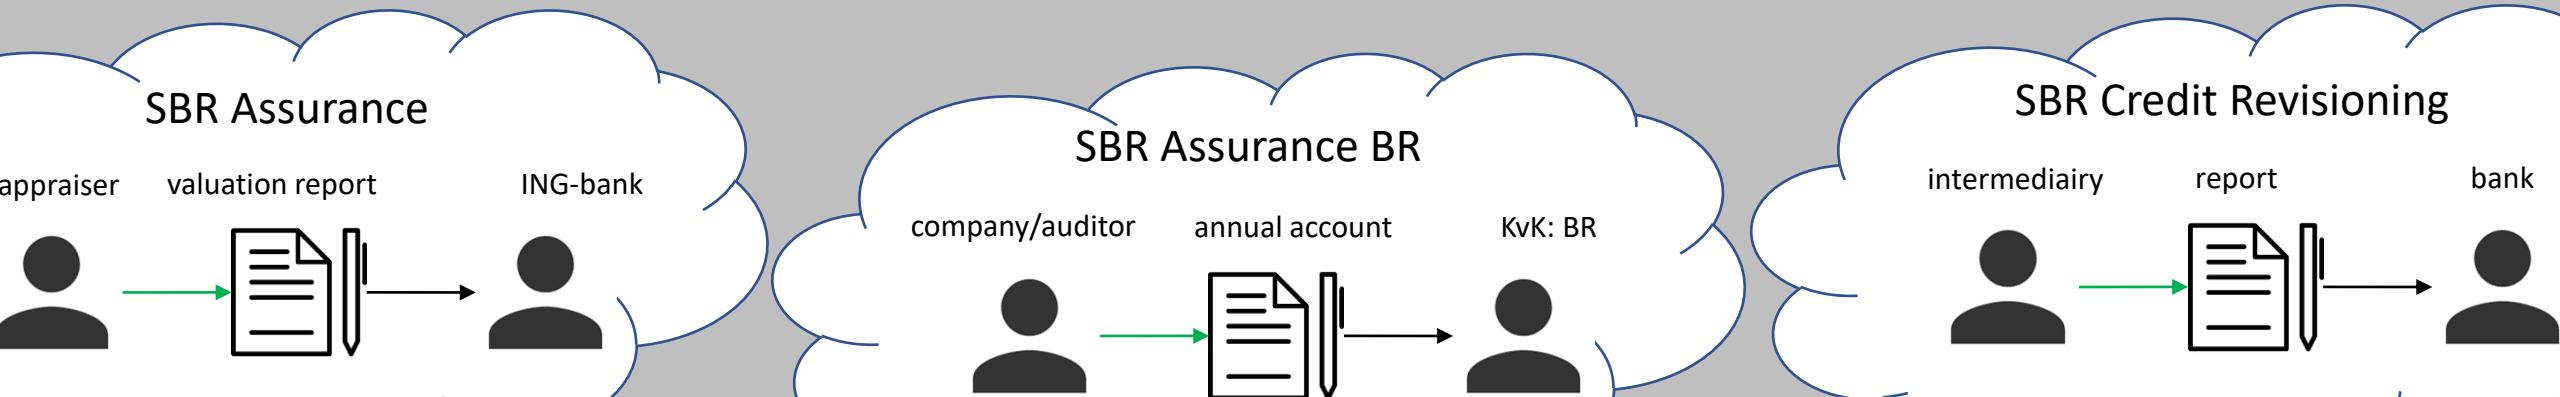 SBR Assurance
appraiser
valuation report
ING-bank
SBR Assurance BR
company/auditor
annual account
KvK: BR
SBR Credit Revisioning
intermediairy
report
bank